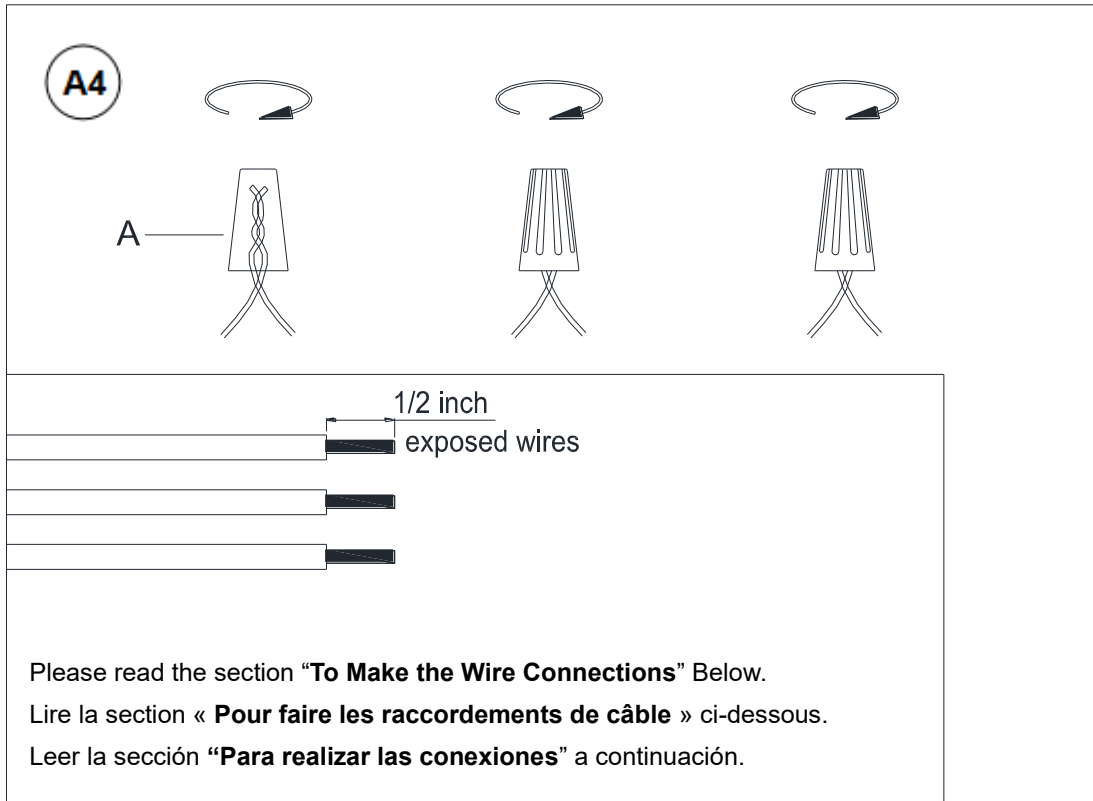 A4
A
1/2 inch
exposed wires
Please read the section “To Make the Wire Connections” Below.
Lire la section « Pour faire les raccordements de câble » ci-dessous.
Leer la sección “Para realizar las conexiones” a continuación.